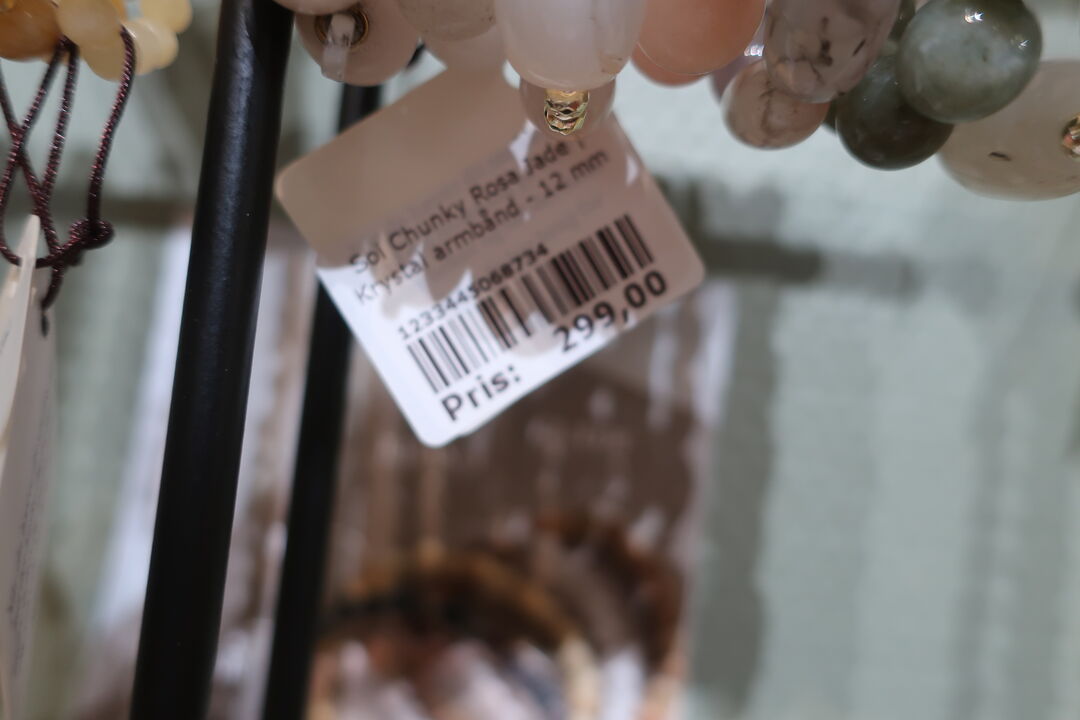 Sol Chunky Rosa Jade
Krystal armbånd - 12 mm
1233445068734
Pris: 299,00